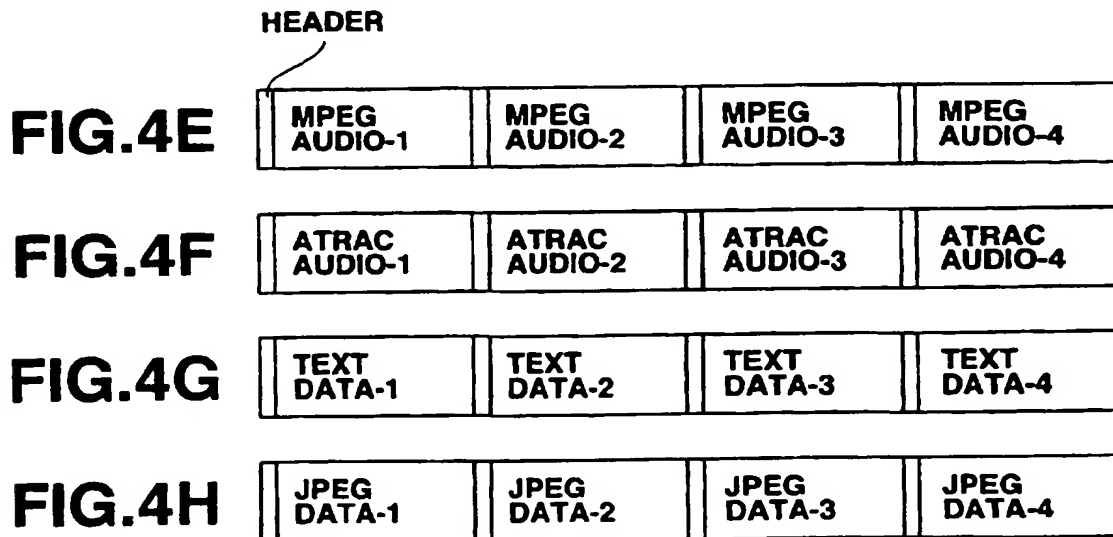 HEADER
FIG.4E
MPEG AUDIO-1 MPEG AUDIO-2 MPEG AUDIO-3 MPEG AUDIO-4
FIG.4F
ATRAC AUDIO-1 ATRAC AUDIO-2 ATRAC AUDIO-3 ATRAC AUDIO-4
FIG.4G
TEXT DATA-1 TEXT DATA-2 TEXT DATA-3 TEXT DATA-4
FIG.4H
JPEG DATA-1 JPEG DATA-2 JPEG DATA-3 JPEG DATA-4